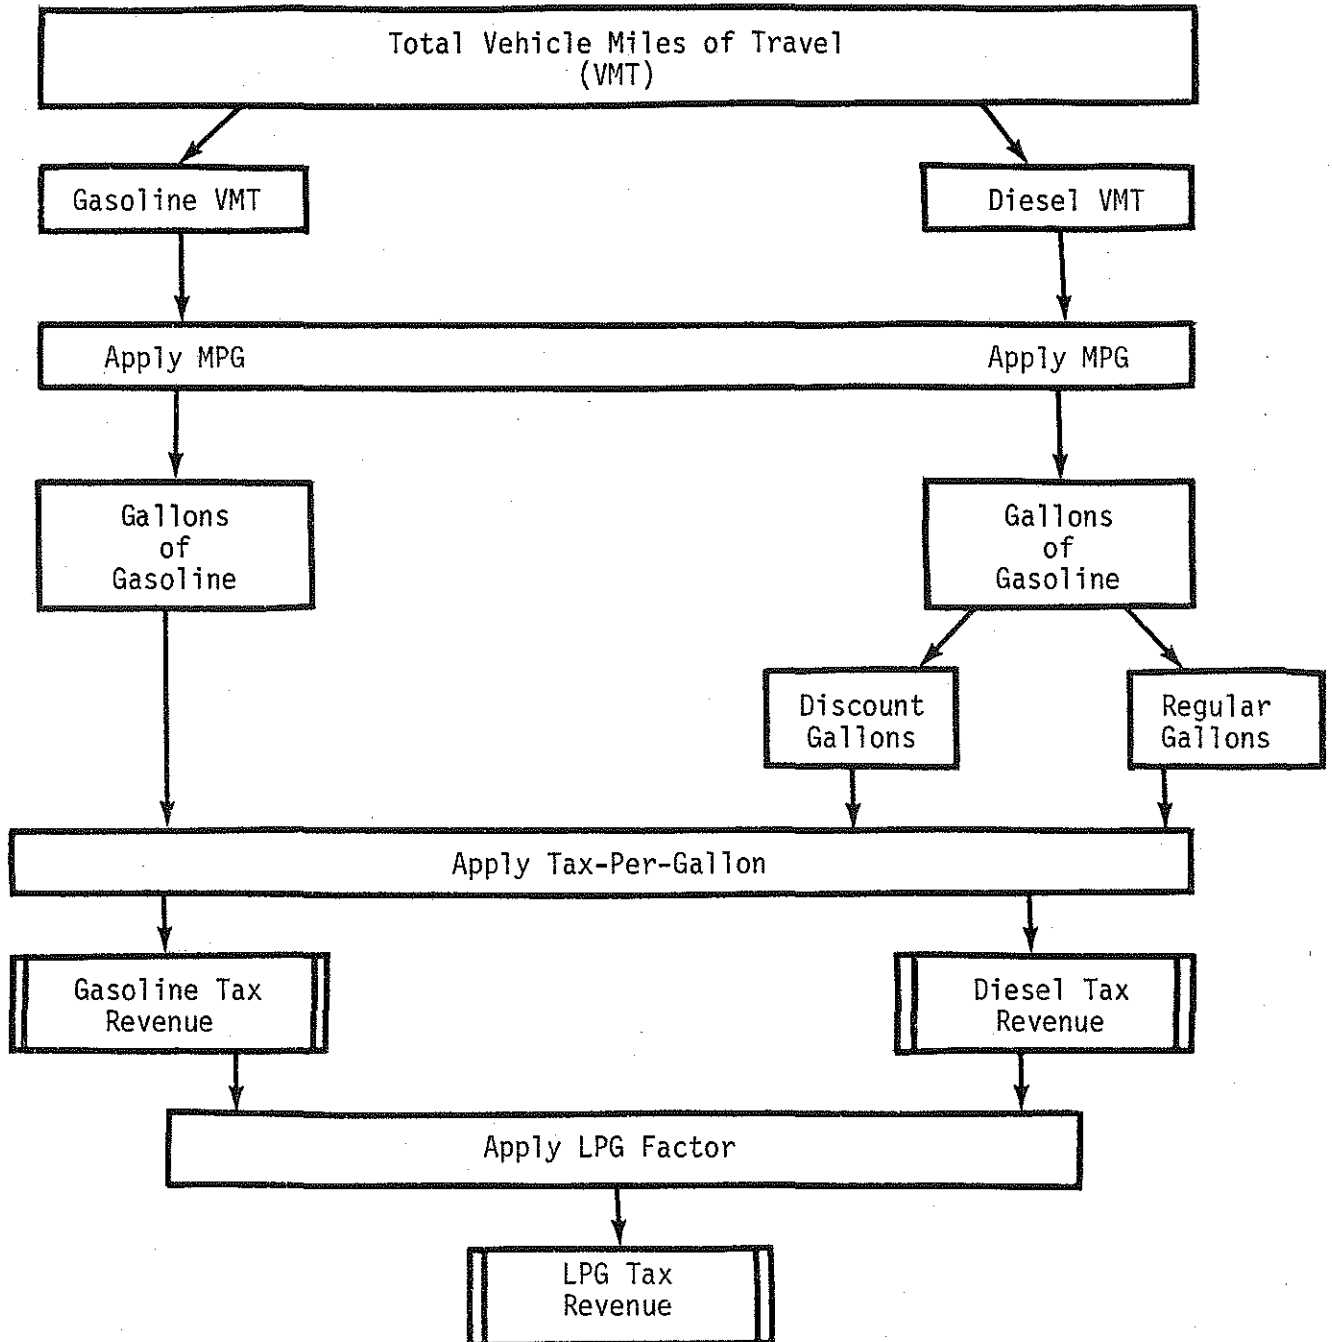 Total Vehicle Miles of Travel
(VMT)
Gasoline VMT
Diesel VMT
Apply MPG
Apply MPG
Gallons
of
Gasoline
Gallons
of
Gasoline
Discount
Gallons
Regular
Gallons
Apply Tax-Per-Gallon
Gasoline Tax
Revenue
Diesel Tax
Revenue
Apply LPG Factor
LPG Tax
Revenue